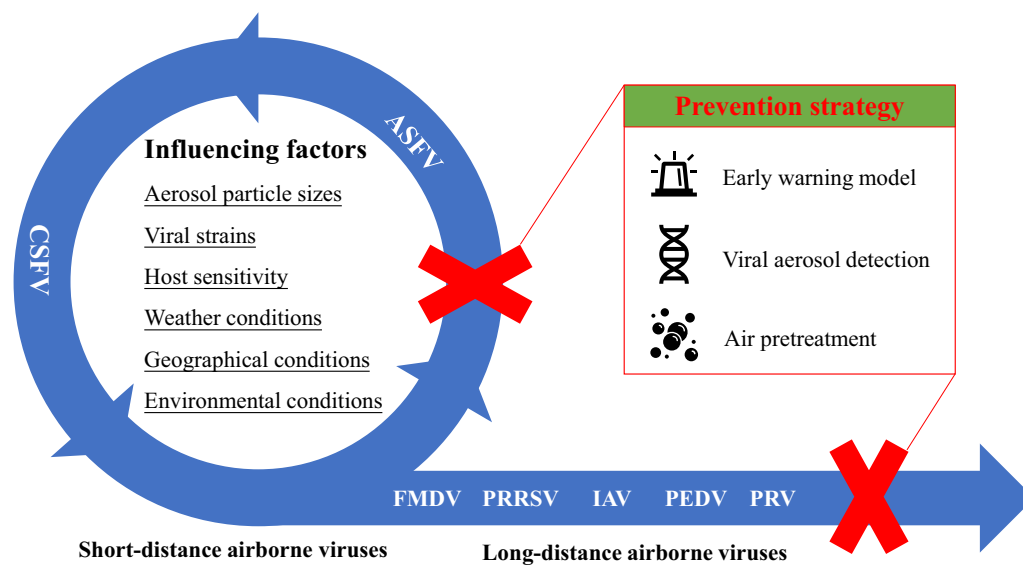 Influencing factors
Aerosol particle sizes
Viral strains
Host sensitivity
Weather conditions
Geographical conditions
Environmental conditions
CSFV
ASFV
Prevention strategy
Early warning model
Viral aerosol detection
Air pretreatment
FMDV PRRSV IAV PEDV PRV
Short-distance airborne viruses
Long-distance airborne viruses